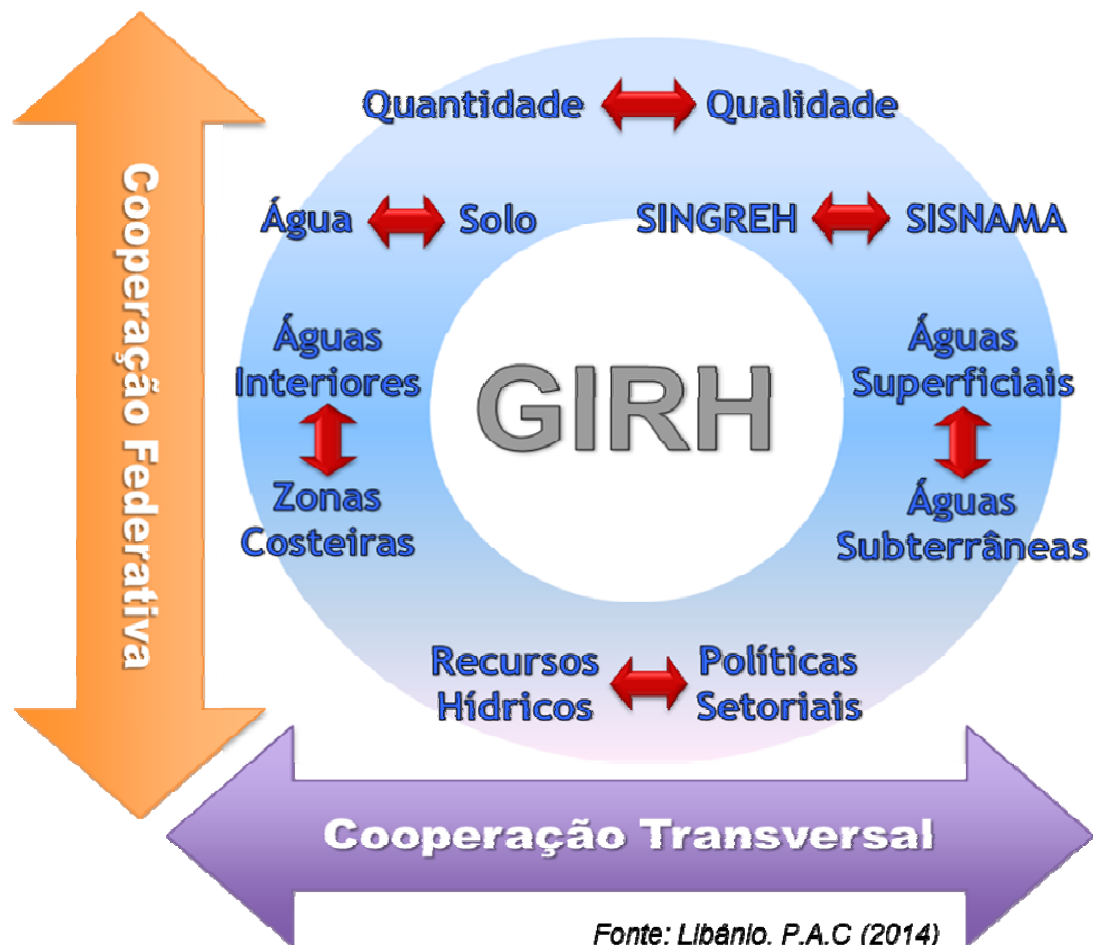 Cooperação Federativa
Quantidade Qualidade
Água Solo SINGREH SISNAMA
Águas
Interiores
Zonas
Costeiras
GIRH
Águas
Superficiais
Águas
Subterrâneas
Recursos
Hídricos
Políticas
Setoriais
Cooperação Transversal
Fonte: Libânio. P.A.C (2014)